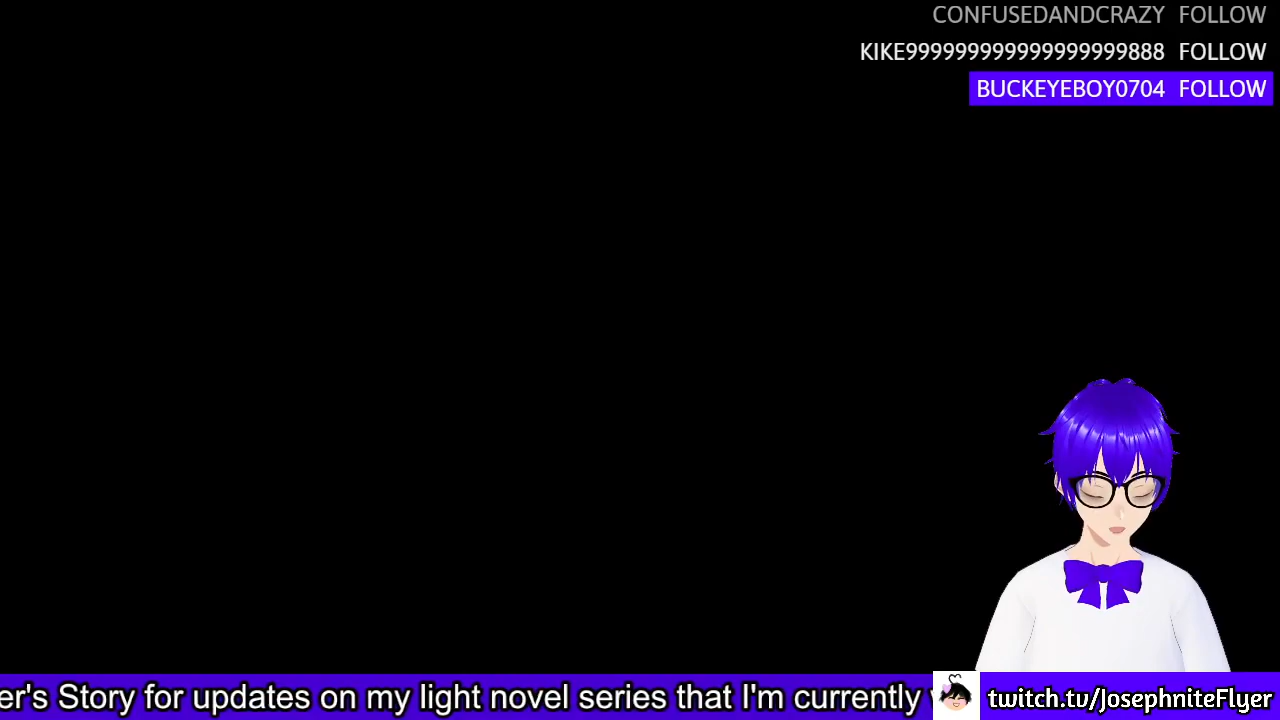 CONFUSEDANDCRAZY FOLLOW
KIKE999999999999999999888 FOLLOW
BUCKEYEBOY0704 FOLLOW
er's Story for updates on my light novel series that I'm currently
twitch.tv/JosephniteFlyer